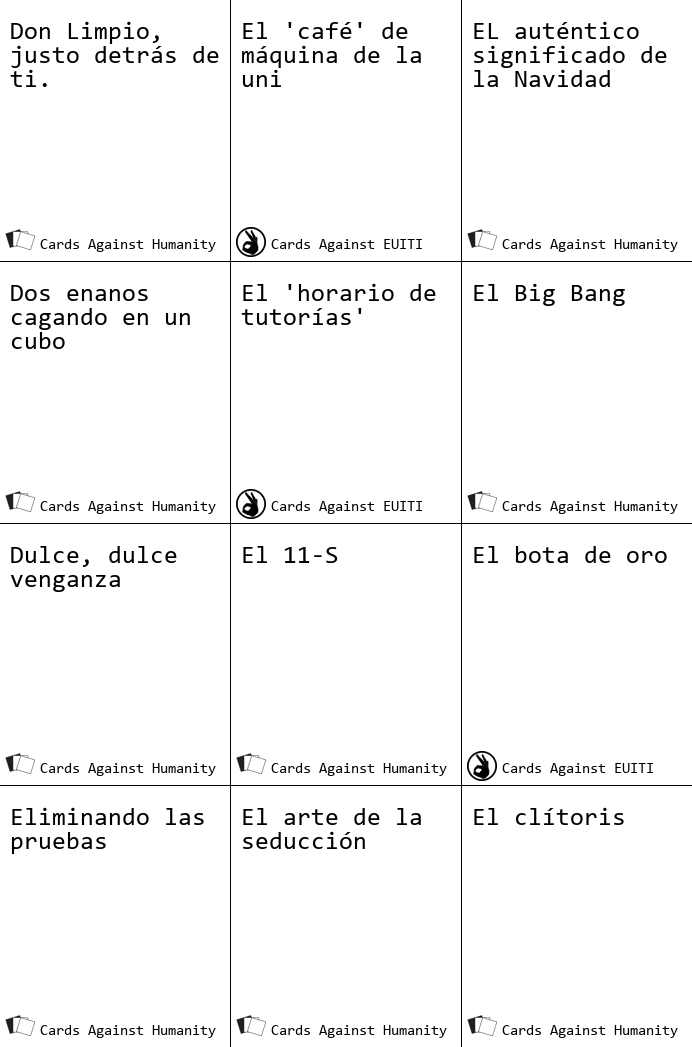 Don Limpio,
justo detrás de
ti.
Cards Against Humanity
El 'café' de
máquina de la
uni
Cards Against EUITI
EL auténtico
significado de
la Navidad
Cards Against Humanity
Dos enanos
cagando en un
cubo
Cards Against Humanity
El 'horario de
tutorías'
Cards Against EUITI
El Big Bang
Cards Against Humanity
Dulce, dulce
venganza
Cards Against Humanity
El 11-S
Cards Against Humanity
El bota de oro
Cards Against EUITI
Eliminando las
pruebas
Cards Against Humanity
El arte de la
seducción
Cards Against Humanity
El clítoris
Cards Against Humanity